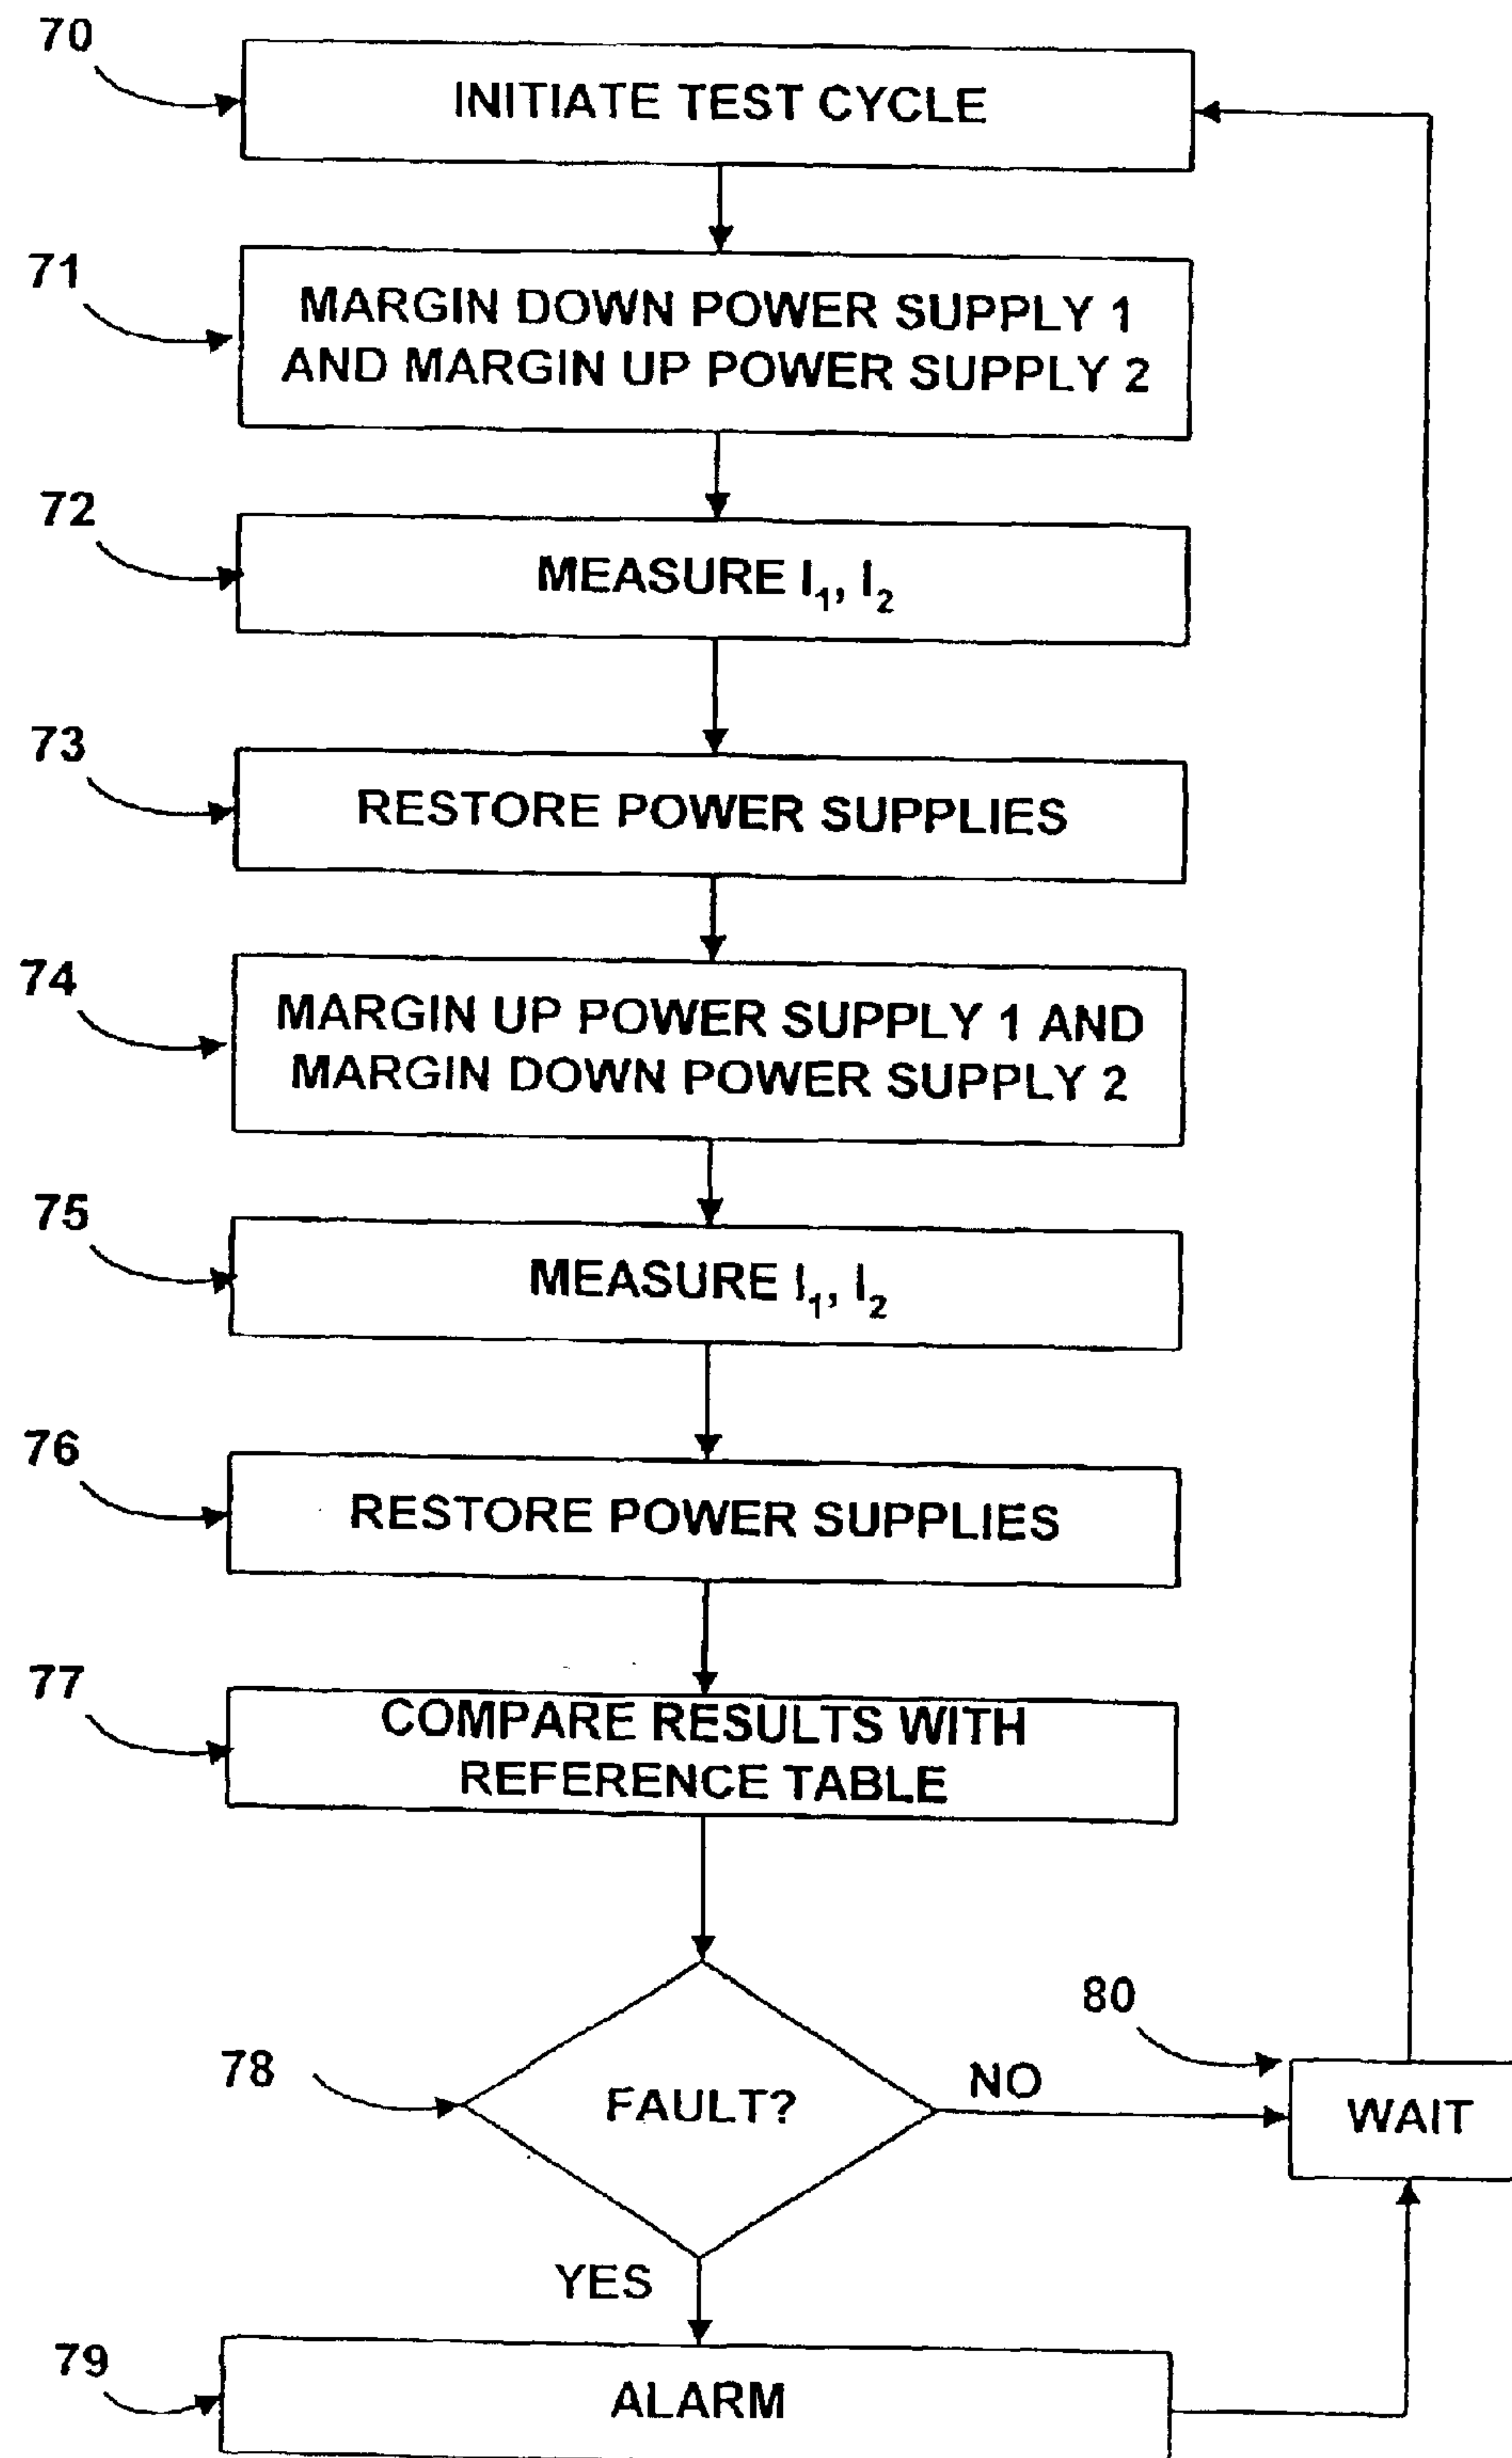 70
INITIATE TEST CYCLE
71
MARGIN DOWN POWER SUPPLY 1
AND MARGIN UP POWER SUPPLY 2
72
MEASURE I₁, I₂
73
RESTORE POWER SUPPLIES
74
MARGIN UP POWER SUPPLY 1 AND
MARGIN DOWN POWER SUPPLY 2
75
MEASURE I₁, I₂
76
RESTORE POWER SUPPLIES
77
COMPARE RESULTS WITH
REFERENCE TABLE
78
FAULT?
NO
80
WAIT
YES
79
ALARM